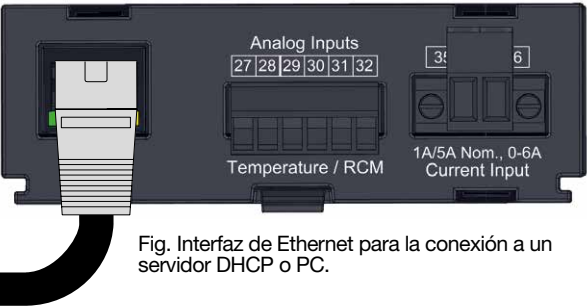 Analog Inputs
27 28 29 30 31 32
35 6
Temperature / RCM
1A/5A Nom., 0-6A
Current Input
Fig. Interfaz de Ethernet para la conexión a un
servidor DHCP o PC.